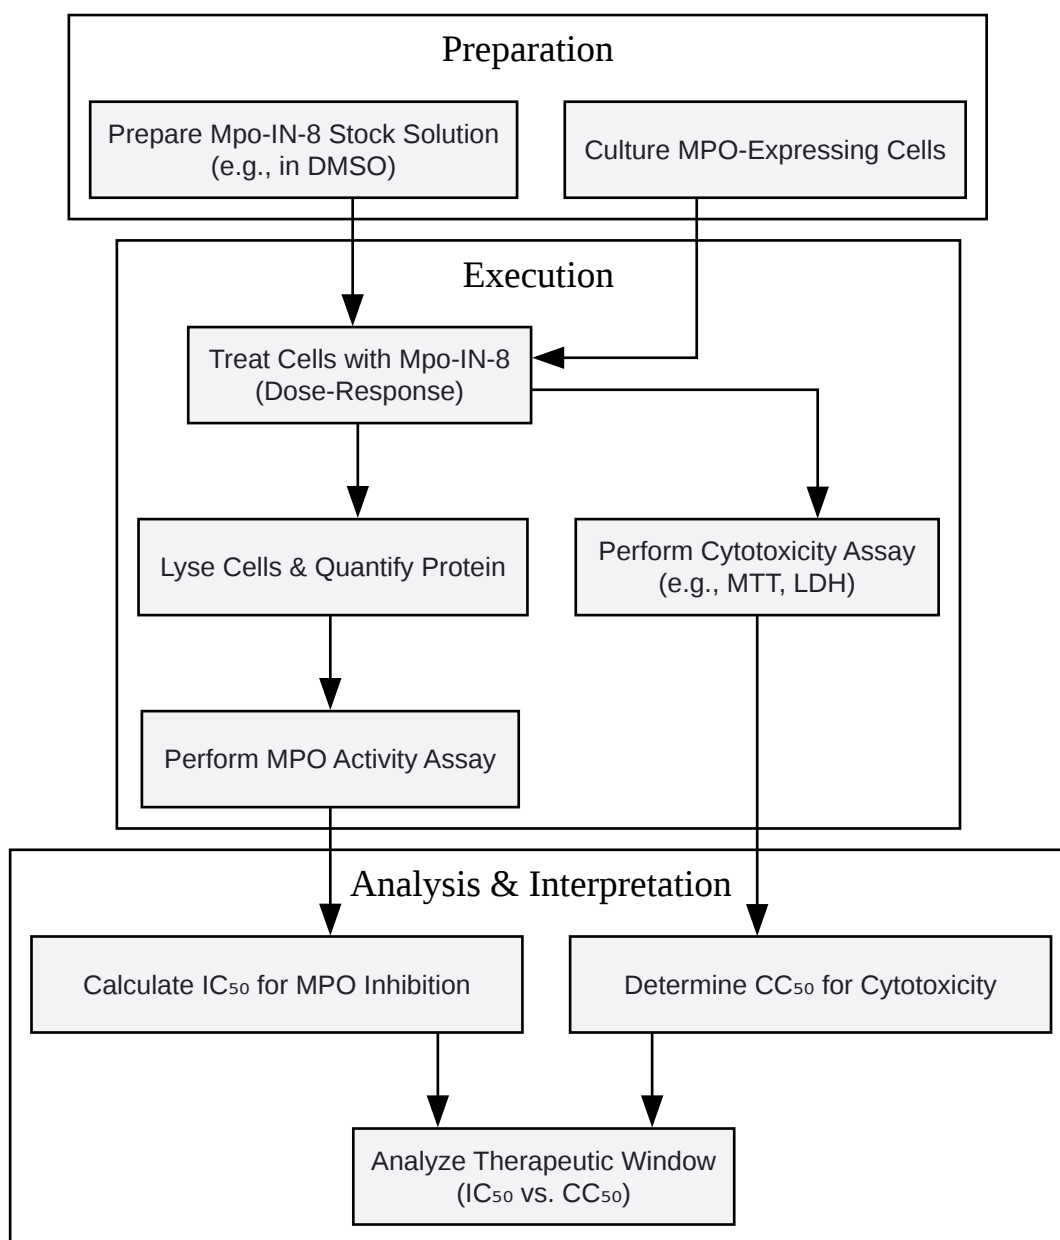 Preparation
Prepare Mpo-IN-8 Stock Solution
(e.g., in DMSO)
Culture MPO-Expressing Cells
Execution
Treat Cells with Mpo-IN-8
(Dose-Response)
Lyse Cells & Quantify Protein
Perform Cytotoxicity Assay
(e.g., MTT, LDH)
Perform MPO Activity Assay
Analysis & Interpretation
Calculate IC₅₀ for MPO Inhibition
Determine CC₅₀ for Cytotoxicity
Analyze Therapeutic Window
(IC₅₀ vs. CC₅₀)